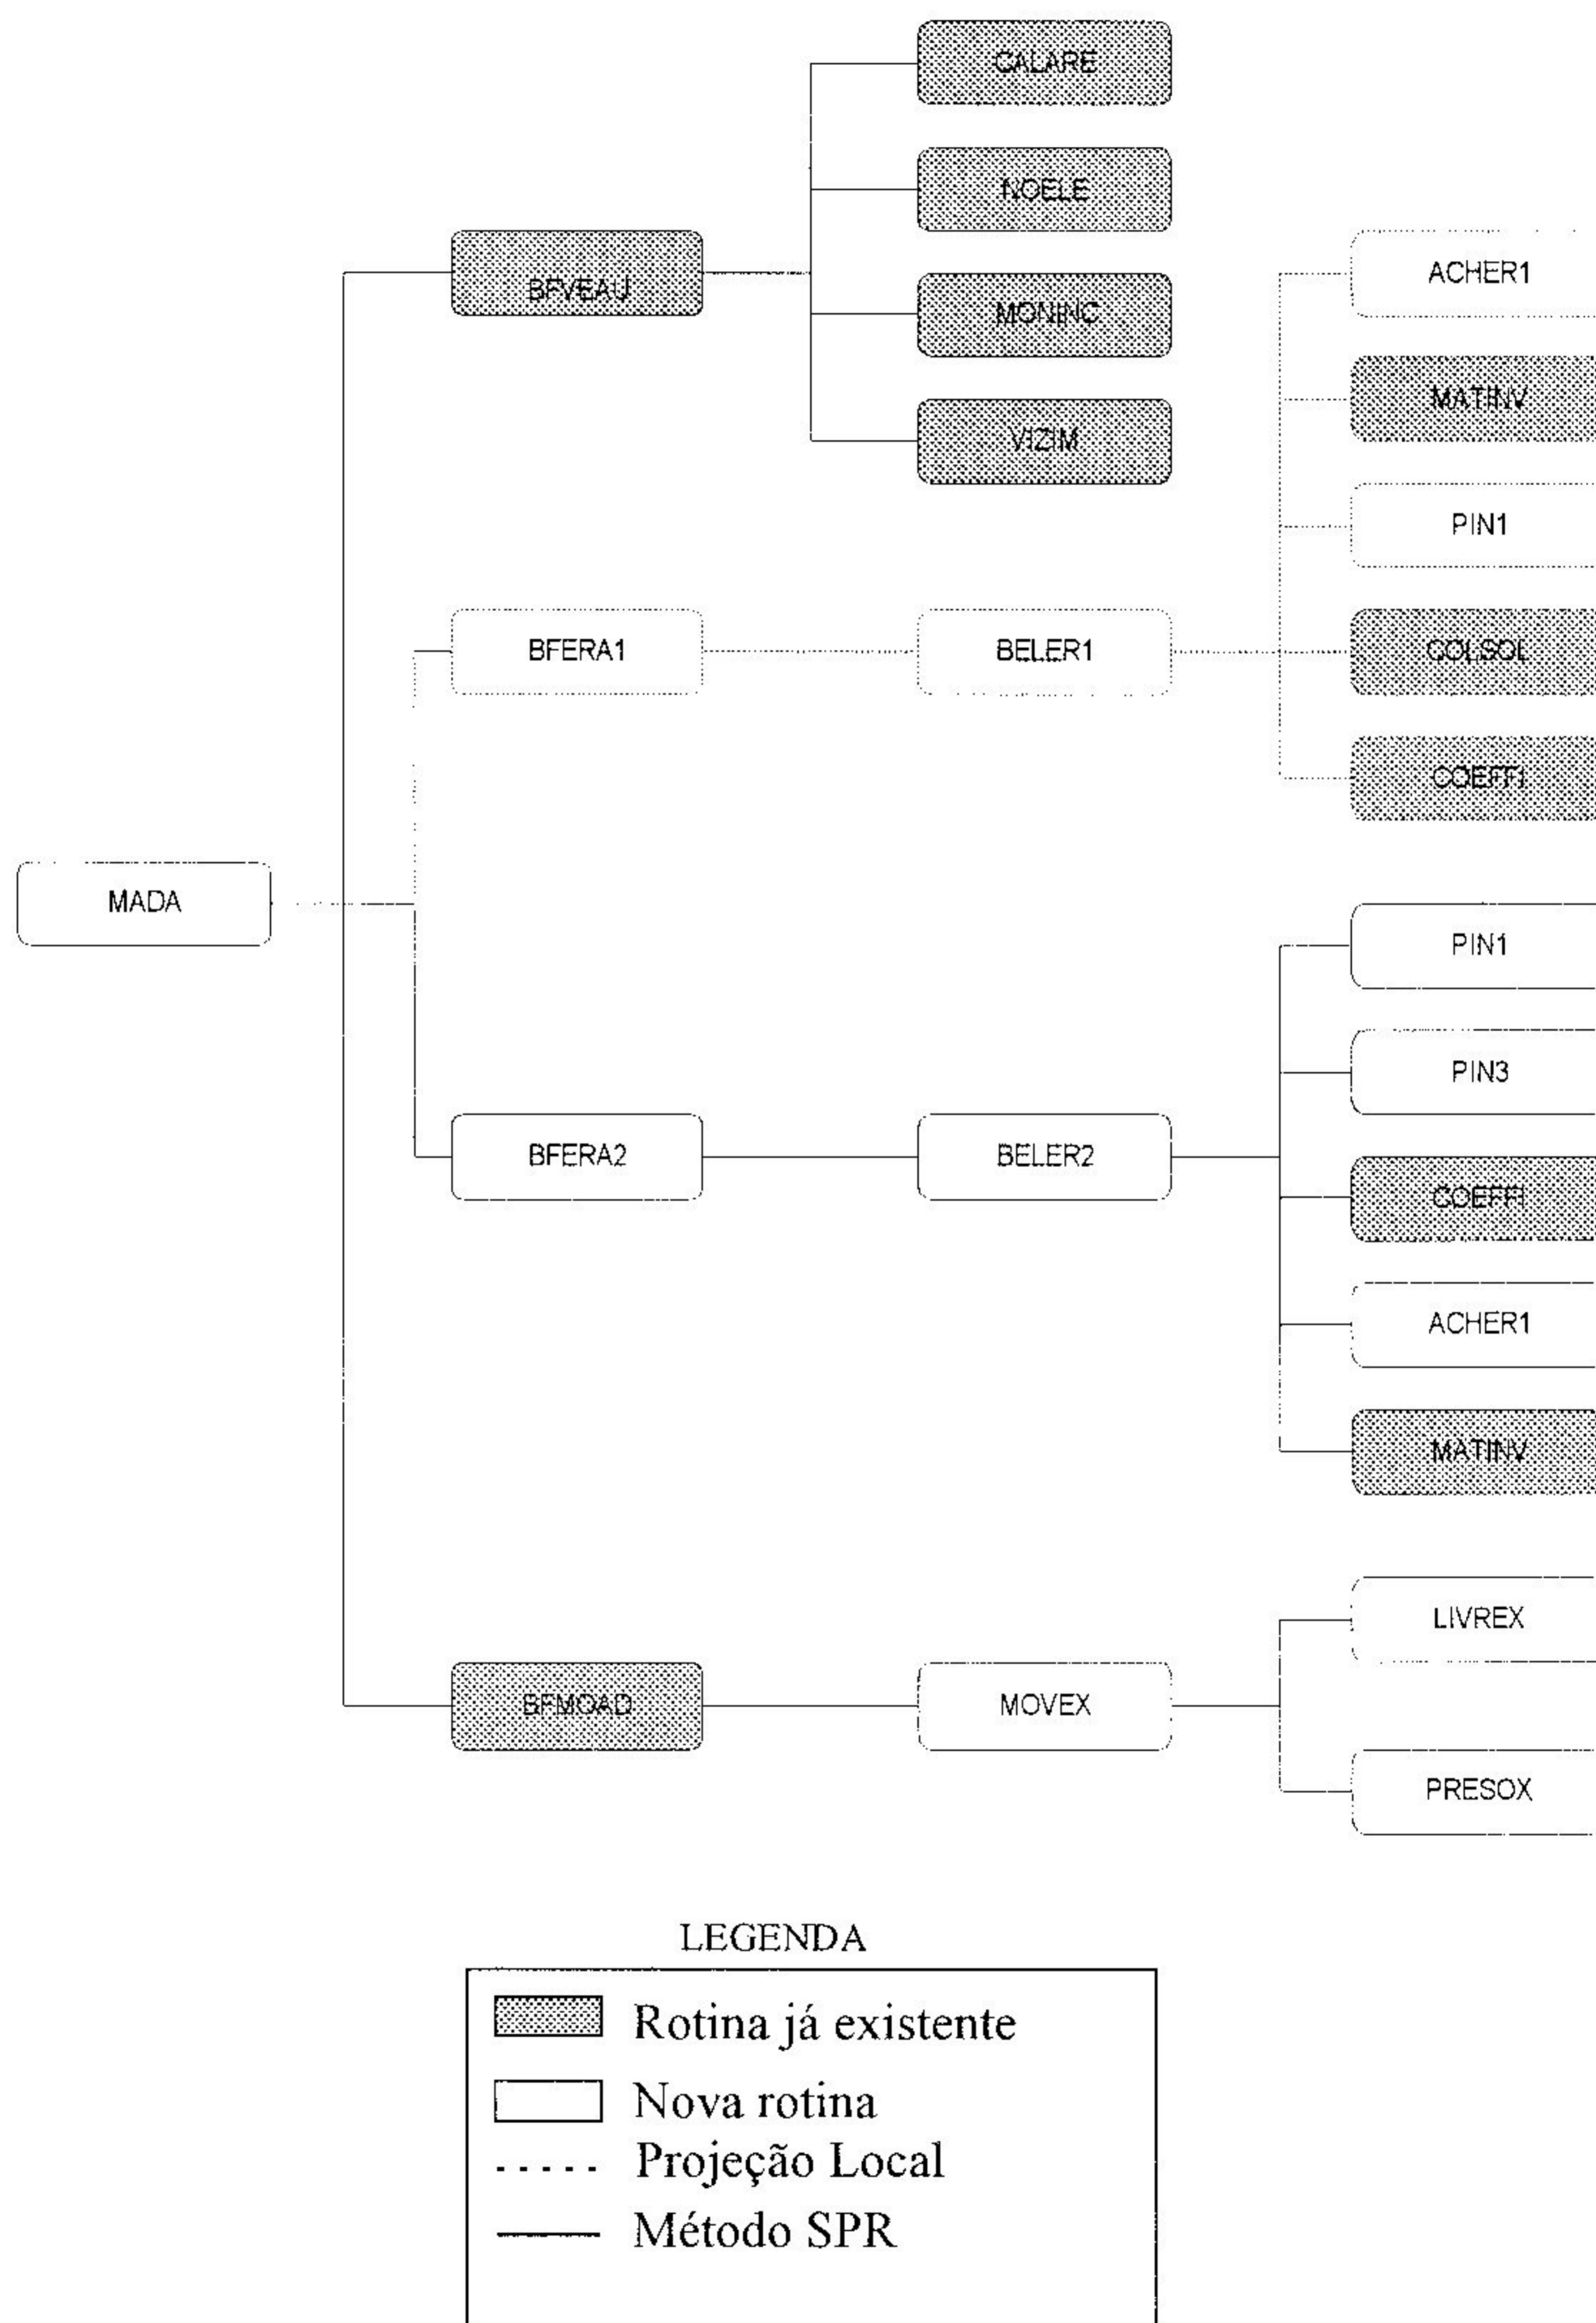 CALARE
NOELE
BFVEAU
MONINC
VIZIM
ACHER1
MATINV
PIN1
BFERA1
BELER1
COLSOL
COEFFI
MADA
PIN1
PIN3
BFERA2
BELER2
COEFFI
ACHER1
MATINV
LIVREX
BFMOAD
MOVEX
PRESOX
LEGENDA
Rotina já existente
Nova rotina
Projeção Local
Método SPR